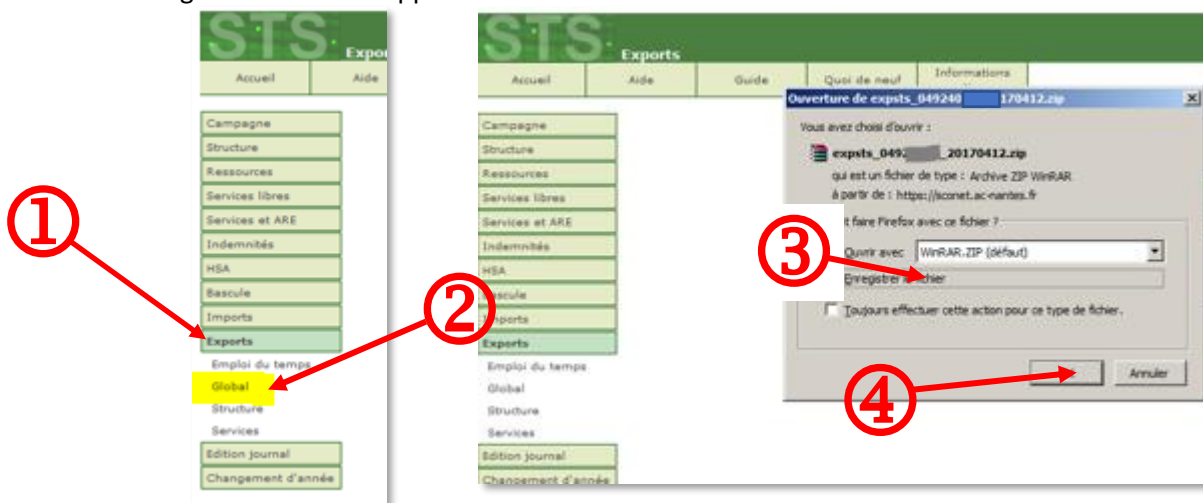 STS Expor
Accueil Aide
Campagne
Structure
Ressources
Services libres
Services et ARE
Indemnités
HSA
Bascule
Imports
Exports
Emploi du temps
Global
Structure
Services
Edition journal
Changement d'année
①
②
STS Exports
Accueil Aide Guide Quoi de neuf Informations
Campagne
Structure
Ressources
Services libres
Services et ARE
Indemnités
HSA
ascule
mports
Exports
Emploi du temps
Global
Structure
Services
Edition journal
Changement d'année
Ouverture de expsts_049240 170412.zip
Vous avez choisi d'ouvrir :
expsts_049 _20170412.zip
qui est un fichier de type : Archive ZIP WinRAR
à partir de : https://sconet.ac-nantes.fr
t faire Firefox avec ce fichier ?
Ouvrir avec WinRAR.ZIP (défaut)
Enregistrer le fichier
Toujours effectuer cette action pour ce type de fichier.
Annuler
③
④